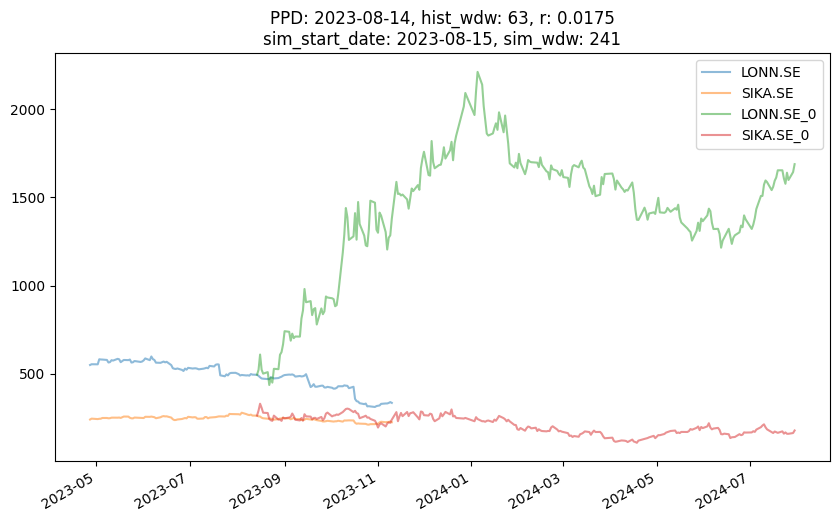 PPD: 2023-08-14, hist_wdw: 63, r: 0.0175
sim_start_date: 2023-08-15, sim_wdw: 241
LONN.SE
SIKA.SE
LONN.SE_0
SIKA.SE_0
2000
1500
1000
500
2023-05
2023-07
2023-09
2023-11
2024-01
2024-03
2024-05
2024-07